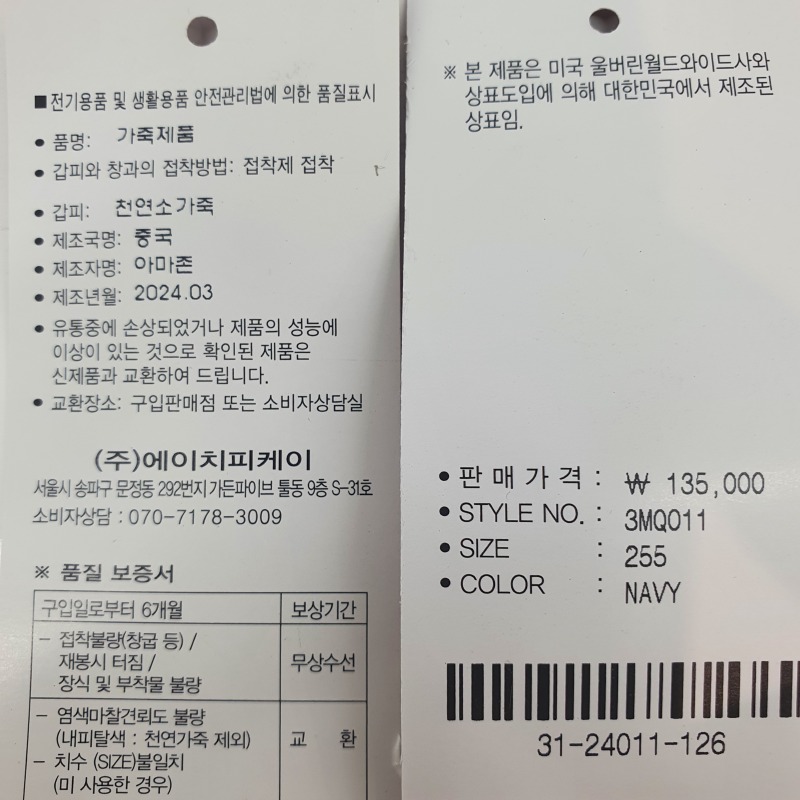 ■ 전기용품 및 생활용품 안전관리법에 의한 품질표시
• 품명: 가죽제품
• 갑피와 창과의 접착방법: 접착제 접착
• 갑피: 천연소가죽
• 제조국명: 중국
• 제조자명: 아마존
• 제조년월: 2024.03
• 유통중에 손상되었거나 제품의 성능에
이상이 있는 것으로 확인된 제품은
신제품과 교환하여 드립니다.
• 교환장소: 구입판매점 또는 소비자상담실
(주)에이치피케이
서울시 송파구 문정동 292번지 가든파이브 툴동 9층 S-31호
소비자상담 : 070-7178-3009
※ 품질 보증서
구입일로부터 6개월 보상기간
- 접착불량(창굽 등) /
재봉시 터짐 /
장식 및 부착물 불량
무상수선
- 염색마찰견뢰도 불량
(내피탈색 : 천연가죽 제외)
- 치수 (SIZE)불일치
(미 사용한 경우)
교 환
※ 본 제품은 미국 울버린월드와이드사와
상표도입에 의해 대한민국에서 제조된
상표임.
• 판 매 가 격 : ₩ 135,000
• STYLE NO. : 3MQ011
• SIZE : 255
• COLOR : NAVY
31-24011-126